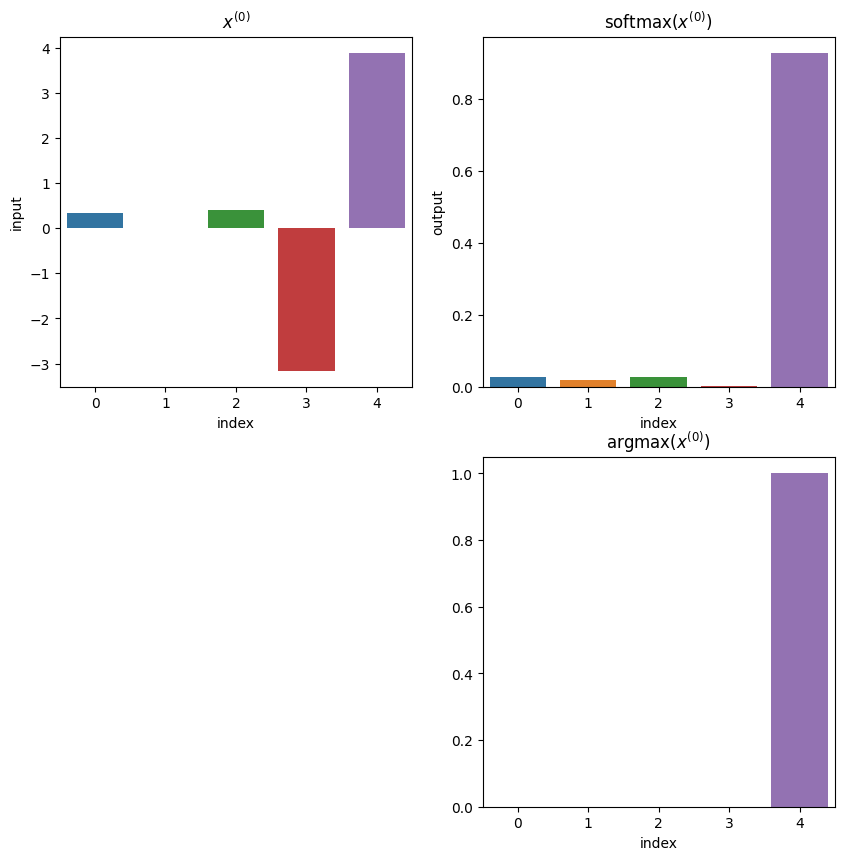 x^(0)
4
3
2
1
0
−1
−2
−3
input
0 1 2 3 4
index
softmax(x^(0))
0.8
0.6
0.4
0.2
0.0
output
0 1 2 3 4
index
argmax(x^(0))
1.0
0.8
0.6
0.4
0.2
0.0
0 1 2 3 4
index